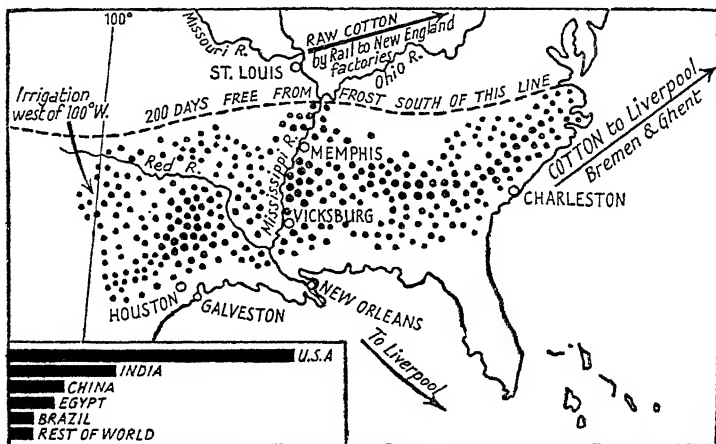 100°
Missouri R.
RAW COTTON
by Rail to New England
factories
ST. LOUIS
Ohio R.
Irrigation
west of 100°W.
200 DAYS FREE FROM FROST SOUTH OF THIS LINE
COTTON to Liverpool
Bremen & Ghent
Red R.
Mississippi R.
MEMPHIS
CHARLESTON
VICKSBURG
HOUSTON
GALVESTON
NEW ORLEANS
To Liverpool
U.S.A
INDIA
CHINA
EGYPT
BRAZIL
REST OF WORLD